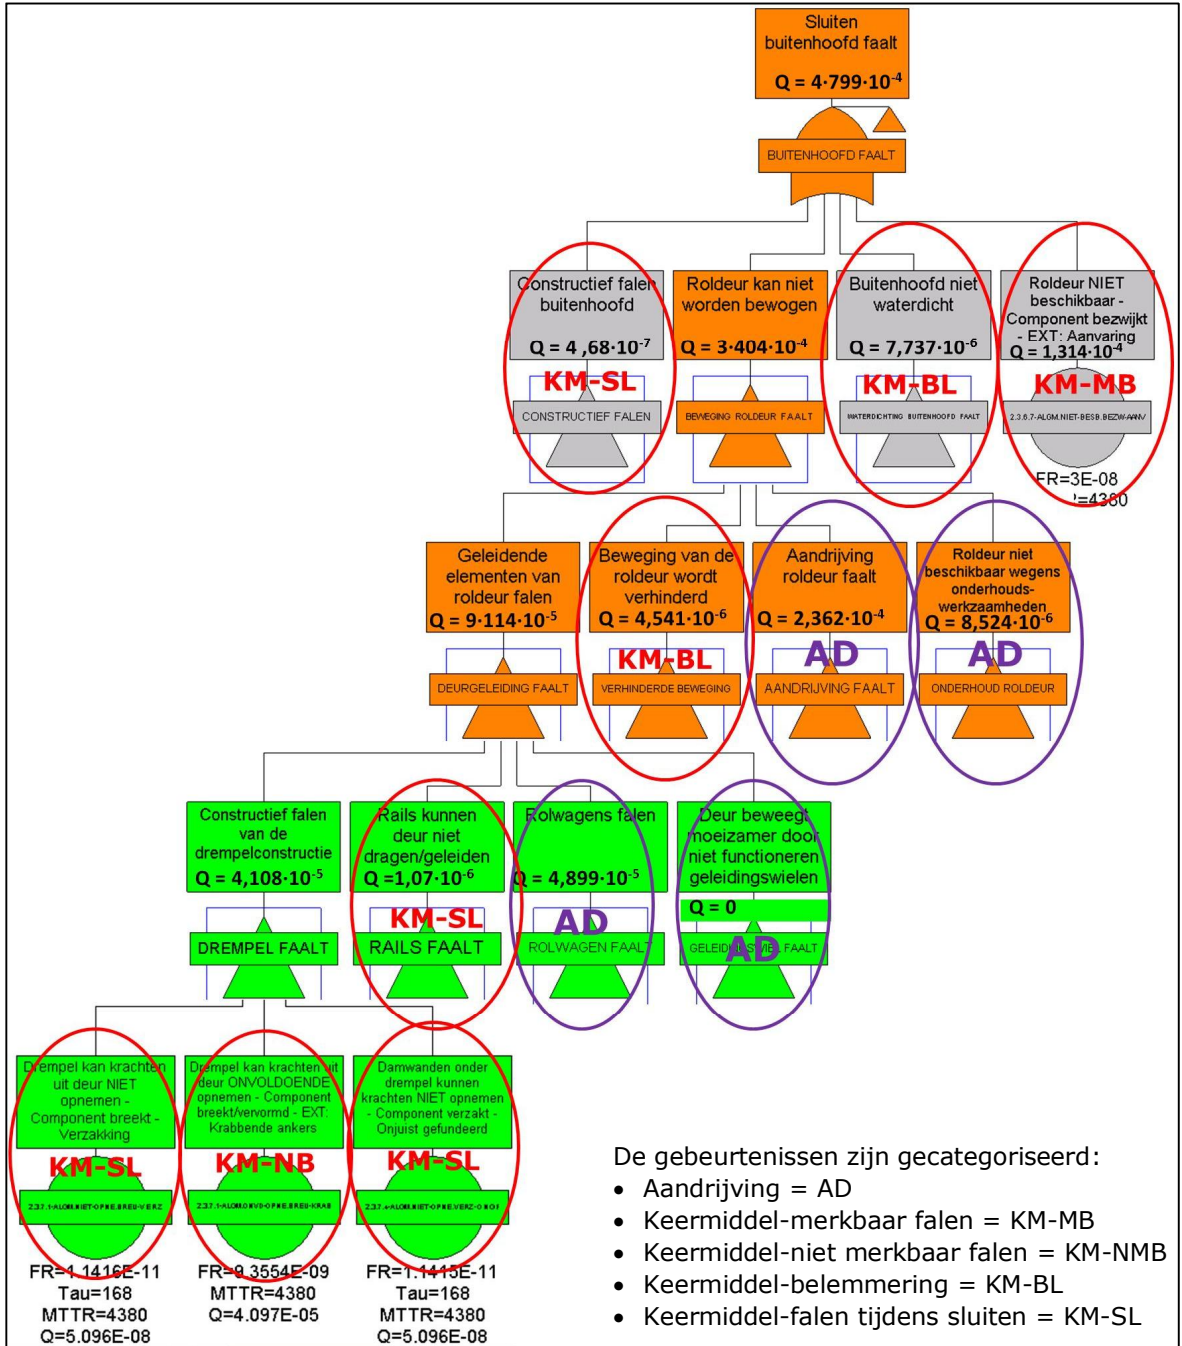 Sluiten
buitenhoofd faalt
Q = 4·799·10-4
BUITENHOOFD FAALT
Constructief falen
buitenhoofd
Q = 4 ,68·10-7
KM-SL
CONSTRUCTIEF FALEN
Roldeur kan niet
worden bewogen
Q = 3·404·10-4
BEWEGING ROLDEUR FAALT
Buitenhoofd niet
waterdicht
Q = 7,737·10-6
KM-BL
WATERDICHTING BUITENHOOFD FAALT
Roldeur NIET
beschikbaar -
Component bezwijkt
- EXT: Aanvaring
Q = 1,314·10-4
KM-MB
2.3.6.7-ALGM.NIET-BESB.BEZW-AANV
FR=3E-08
=4380
Geleidende
elementen van
roldeur falen
Q = 9·114·10-5
DEURGELEIDING FAALT
Beweging van de
roldeur wordt
verhinderd
Q = 4,541·10-6
KM-BL
VERHINDERDE BEWEGING
Aandrijving
roldeur faalt
Q = 2,362·10-4
AD
AANDRIJVING FAALT
Roldeur niet
beschikbaar wegens
onderhouds-
werkzaamheden
Q = 8,524·10-6
AD
ONDERHOUD ROLDEUR
Constructief falen
van de
drempelconstructie
Q = 4,108·10-5
DREMPEL FAALT
Rails kunnen
deur niet
dragen/geleiden
Q =1,07·10-6
KM-SL
RAILS FAALT
Rolwagens falen
Q = 4,899·10-5
AD
ROLWAGEN FAALT
Deur beweegt
moeizamer door
niet functioneren
geleidingswielen
Q = 0
AD
FAALT
Drempel kan krachten
uit deur NIET
opnemen -
Component breekt -
Verzakking
KM-SL
FR=1.1416E-11
Tau=168
MTTR=4380
Q=5.096E-08
Drempel kan krachten uit
deur ONVOLDOENDE
opnemen - Component
breekt/vervormd - EXT:
Krabbende ankers
KM-NB
FR=9.3554E-09
MTTR=4380
Q=4.097E-05
Damwanden onder
drempel kunnen
krachten NIET opnemen
- Component verzakt -
Onjuist gefundeerd
KM-SL
FR=1.1415E-11
Tau=168
MTTR=4380
Q=5.096E-08
De gebeurtenissen zijn gecategoriseerd:
• Aandrijving = AD
• Keermiddel-merkbaar falen = KM-MB
• Keermiddel-niet merkbaar falen = KM-NMB
• Keermiddel-belemmering = KM-BL
• Keermiddel-falen tijdens sluiten = KM-SL